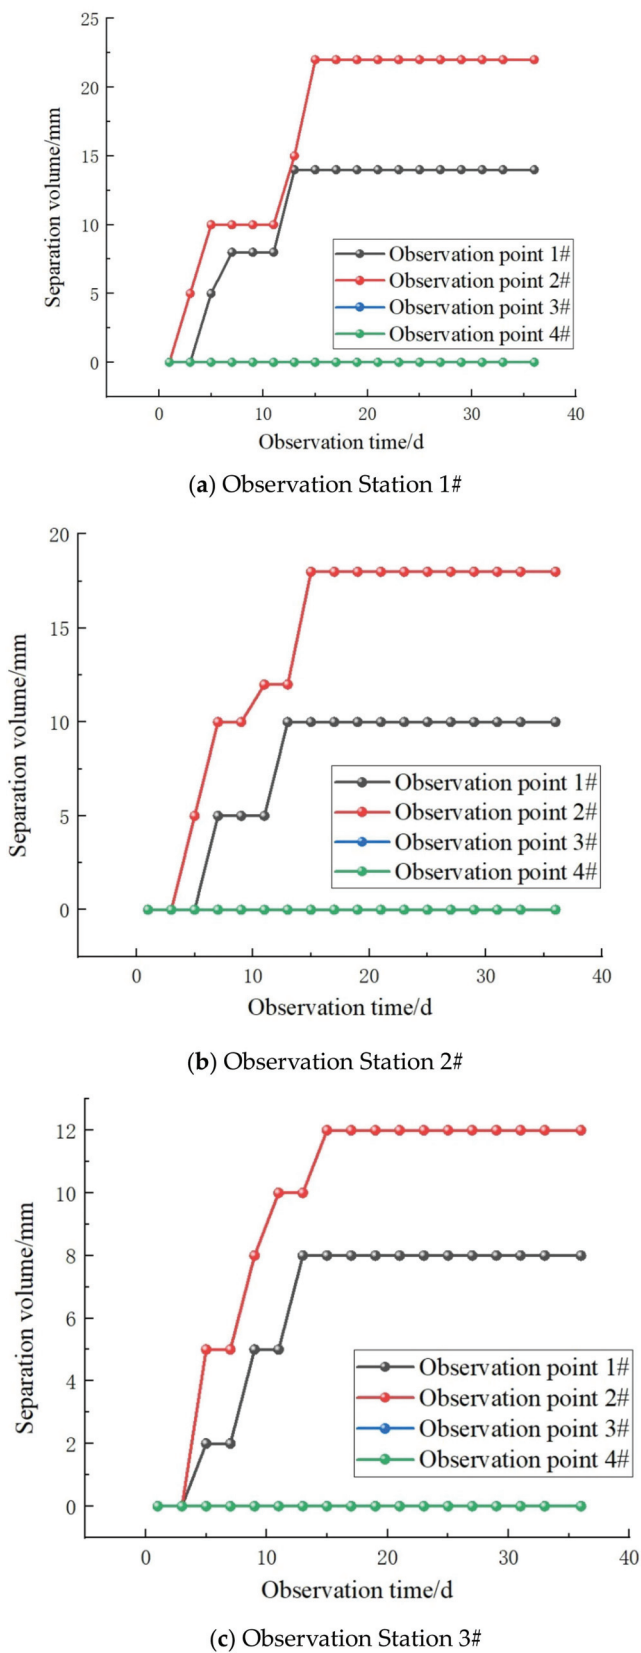 25
20
15
10
5
0
Separation volume/mm
Observation point 1#
Observation point 2#
Observation point 3#
Observation point 4#
0 10 20 30 40
Observation time/d
(a) Observation Station 1#
20
15
10
5
0
Separation volume/mm
Observation point 1#
Observation point 2#
Observation point 3#
Observation point 4#
0 10 20 30 40
Observation time/d
(b) Observation Station 2#
12
10
8
6
4
2
0
Separation volume/mm
Observation point 1#
Observation point 2#
Observation point 3#
Observation point 4#
0 10 20 30 40
Observation time/d
(c) Observation Station 3#